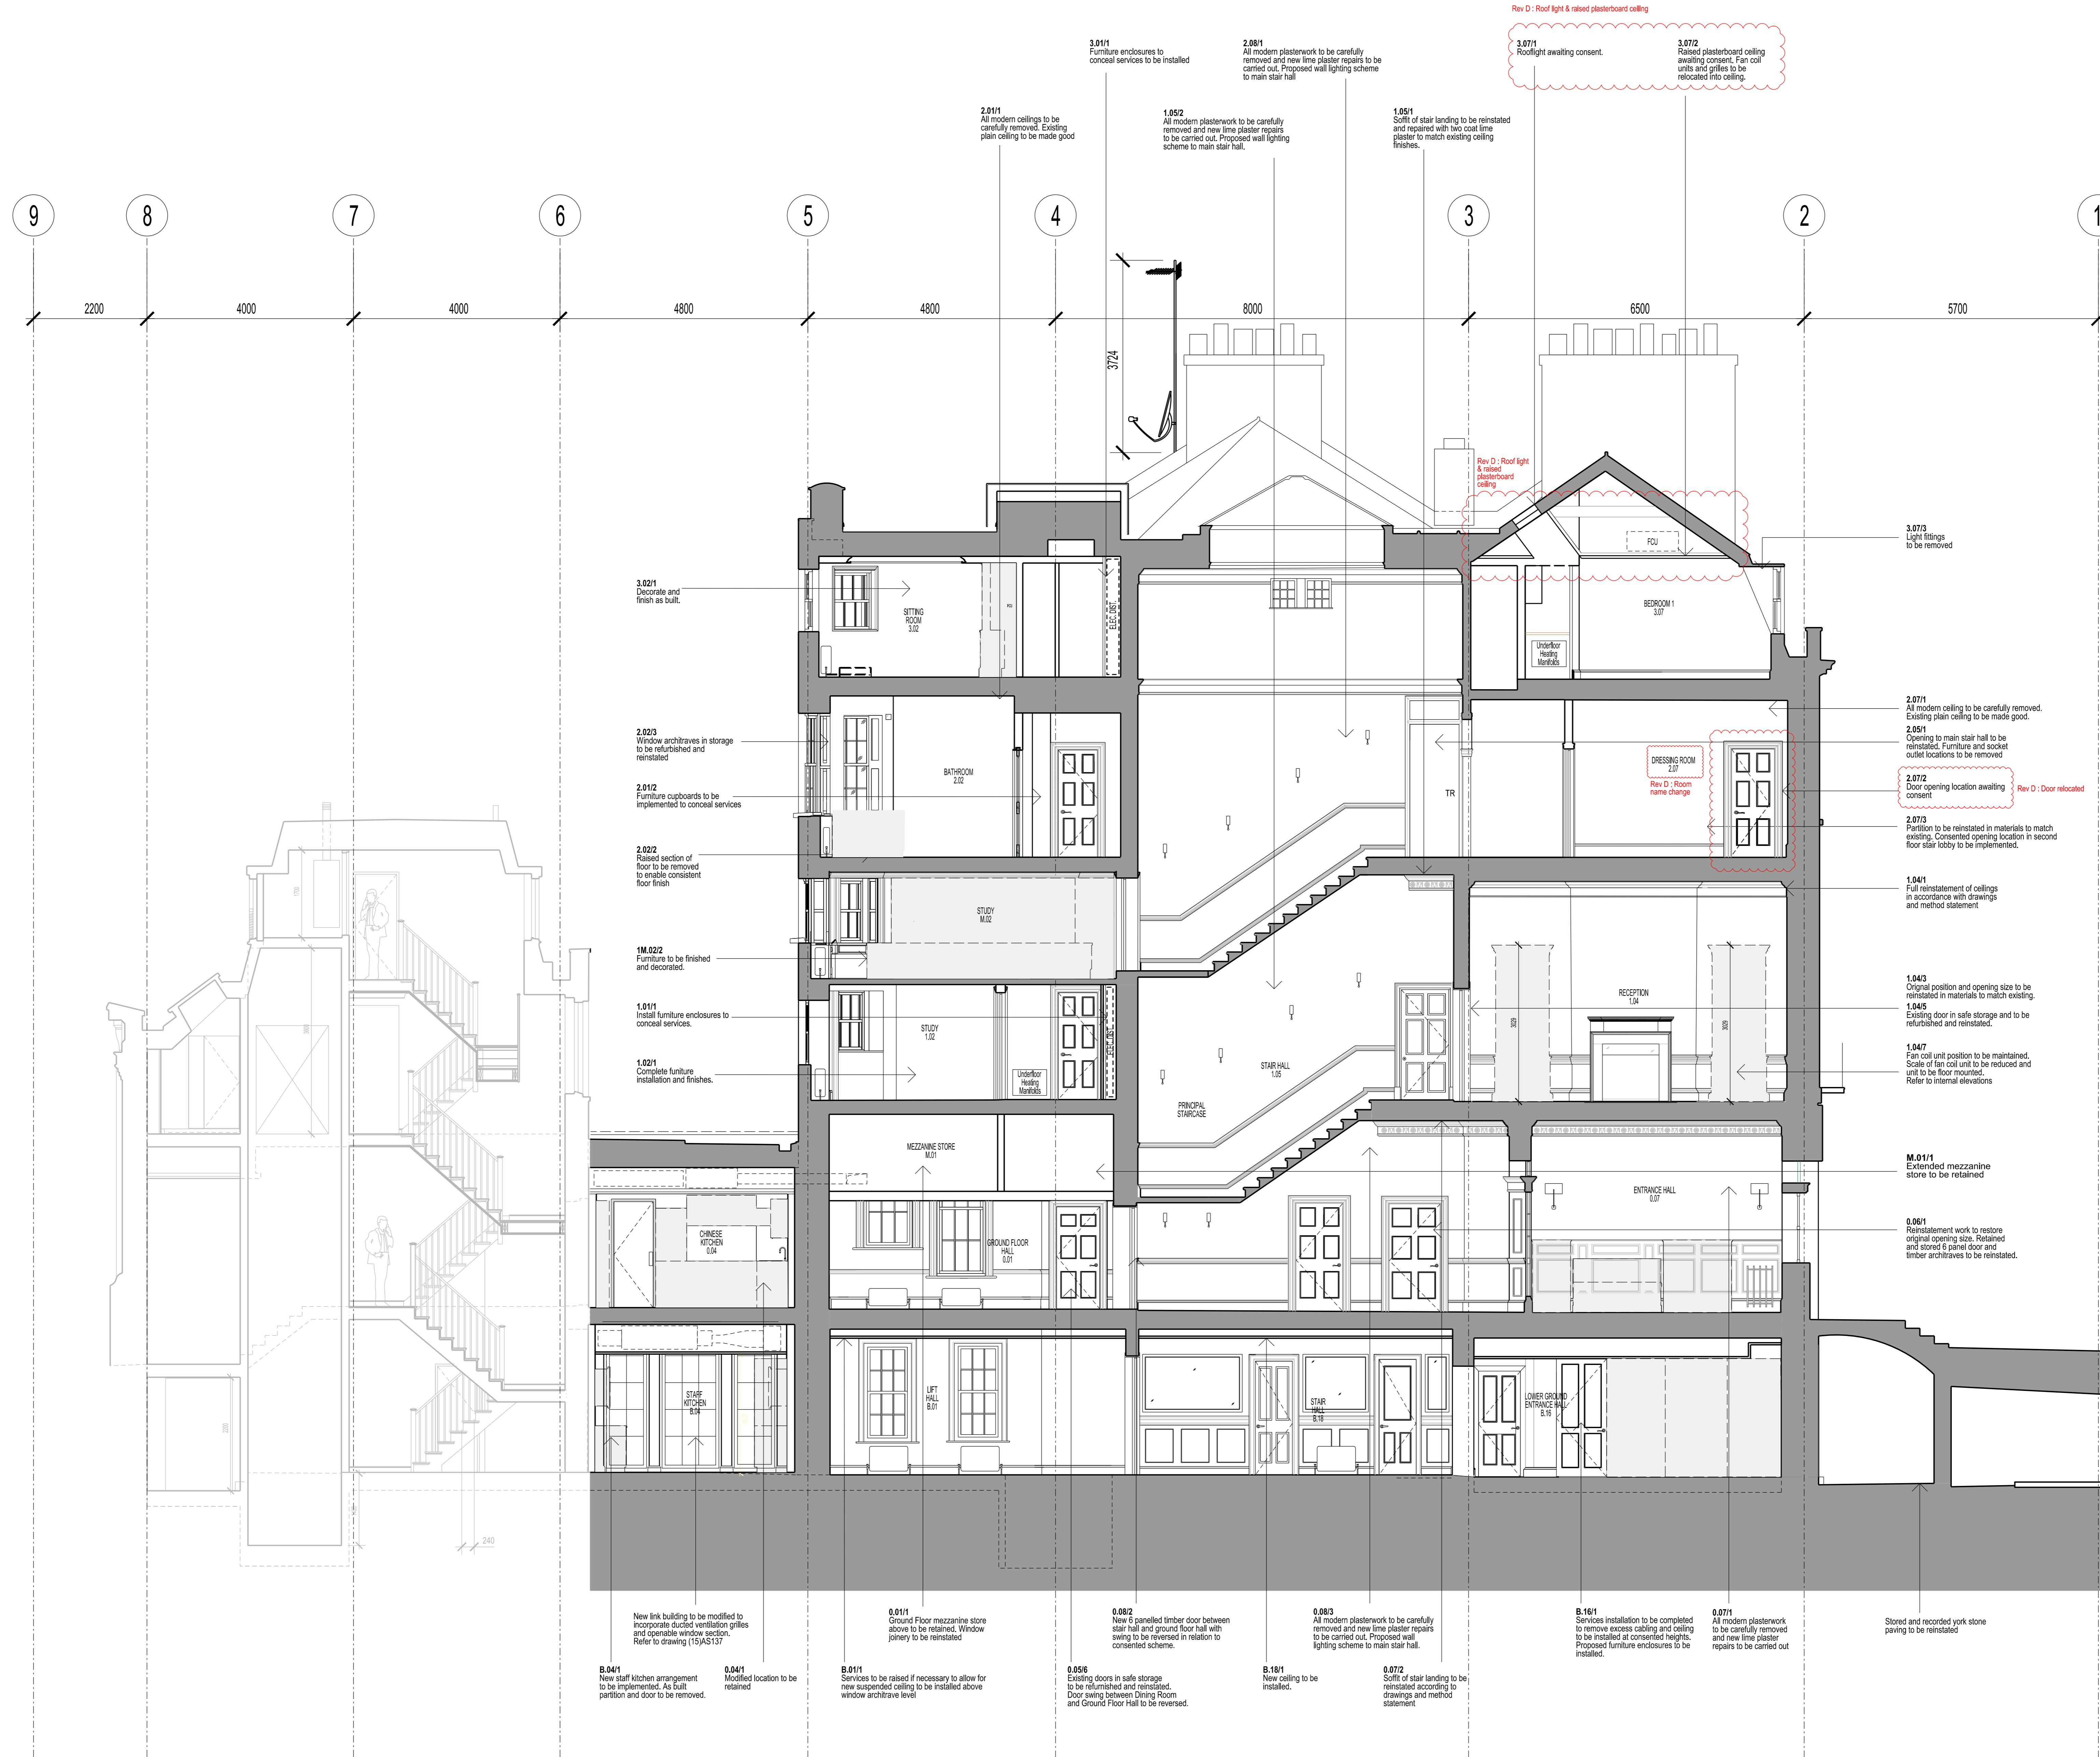 Rev D : Roof light & raised plasterboard ceiling
3.01/1
Furniture enclosures to
conceal services to be installed
2.08/1
All modern plasterwork to be carefully
removed and new lime plaster repairs to be
carried out. Proposed wall lighting scheme
to main stair hall
3.07/1
Rooflight awaiting consent.
3.07/2
Raised plasterboard ceiling
awaiting consent. Fan coil
units and grilles to be
relocated into ceiling.
2.01/1
All modern ceilings to be
carefully removed. Existing
plain ceiling to be made good
1.05/2
All modern plasterwork to be carefully
removed and new lime plaster repairs
to be carried out. Proposed wall lighting
scheme to main stair hall.
1.05/1
Soffit of stair landing to be reinstated
and repaired with two coat lime
plaster to match existing ceiling
finishes.
9
8
7
6
5
4
3
2
1
2200
4000
4000
4800
4800
8000
6500
5700
3724
Rev D : Roof light
& raised
plasterboard
ceiling
FCU
3.07/3
Light fittings
to be removed
3.02/1
Decorate and
finish as built.
SITTING
ROOM
3.02
ELEC. DIST.
BEDROOM 1
3.07
Underfloor
Heating
Manifolds
2.07/1
All modern ceiling to be carefully removed.
Existing plain ceiling to be made good.
2.05/1
Opening to main stair hall to be
reinstated. Furniture and socket
outlet locations to be removed
2.02/3
Window architraves in storage
to be refurbished and
reinstated
BATHROOM
2.02
DRESSING ROOM
2.07
Rev D : Room
name change
2.07/2
Door opening location awaiting
consent
Rev D : Door relocated
2.01/2
Furniture cupboards to be
implemented to conceal services
TR
2.07/3
Partition to be reinstated in materials to match
existing. Consented opening location in second
floor stair lobby to be implemented.
2.02/2
Raised section of
floor to be removed
to enable consistent
floor finish
1.04/1
Full reinstatement of ceilings
in accordance with drawings
and method statement
STUDY
M.02
1M.02/2
Furniture to be finished
and decorated.
RECEPTION
1.04
3029
3029
1.04/3
Orignal position and opening size to be
reinstated in materials to match existing.
1.04/5
Existing door in safe storage and to be
refurbished and reinstated.
1.01/1
Install furniture enclosures to
conceal services.
STUDY
1.02
ELEC. DIST.
1.04/7
Fan coil unit position to be maintained.
Scale of fan coil unit to be reduced and
unit to be floor mounted.
Refer to internal elevations
1.02/1
Complete funiture
installation and finishes.
Underfloor
Heating
Manifolds
STAIR HALL
1.05
PRINCIPAL
STAIRCASE
MEZZANINE STORE
M.01
M.01/1
Extended mezzanine
store to be retained
ENTRANCE HALL
0.07
CHINESE
KITCHEN
0.04
GROUND FLOOR
HALL
0.01
0.06/1
Reinstatement work to restore
original opening size. Retained
and stored 6 panel door and
timber architraves to be reinstated.
STAFF
KITCHEN
B.04
LIFT
HALL
B.01
STAIR
HALL
B.18
LOWER GROUND
ENTRANCE HALL
B.16
240
New link building to be modified to
incorporate ducted ventilation grilles
and openable window section.
Refer to drawing (15)AS137
0.01/1
Ground Floor mezzanine store
above to be retained. Window
joinery to be reinstated
0.08/2
New 6 panelled timber door between
stair hall and ground floor hall with
swing to be reversed in relation to
consented scheme.
0.08/3
All modern plasterwork to be carefully
removed and new lime plaster repairs
to be carried out. Proposed wall
lighting scheme to main stair hall.
B.16/1
Services installation to be completed
to remove excess cabling and ceiling
to be installed at consented heights.
Proposed furniture enclosures to be
installed.
0.07/1
All modern plasterwork
to be carefully removed
and new lime plaster
repairs to be carried out
Stored and recorded york stone
paving to be reinstated
B.04/1
New staff kitchen arrangement
to be implemented. As built
partition and door to be removed.
0.04/1
Modified location to be
retained
B.01/1
Services to be raised if necessary to allow for
new suspended ceiling to be installed above
window architrave level
0.05/6
Existing doors in safe storage
to be refurnished and reinstated.
Door swing between Dining Room
and Ground Floor Hall to be reversed.
B.18/1
New ceiling to be
installed.
0.07/2
Soffit of stair landing to be
reinstated according to
drawings and method
statement